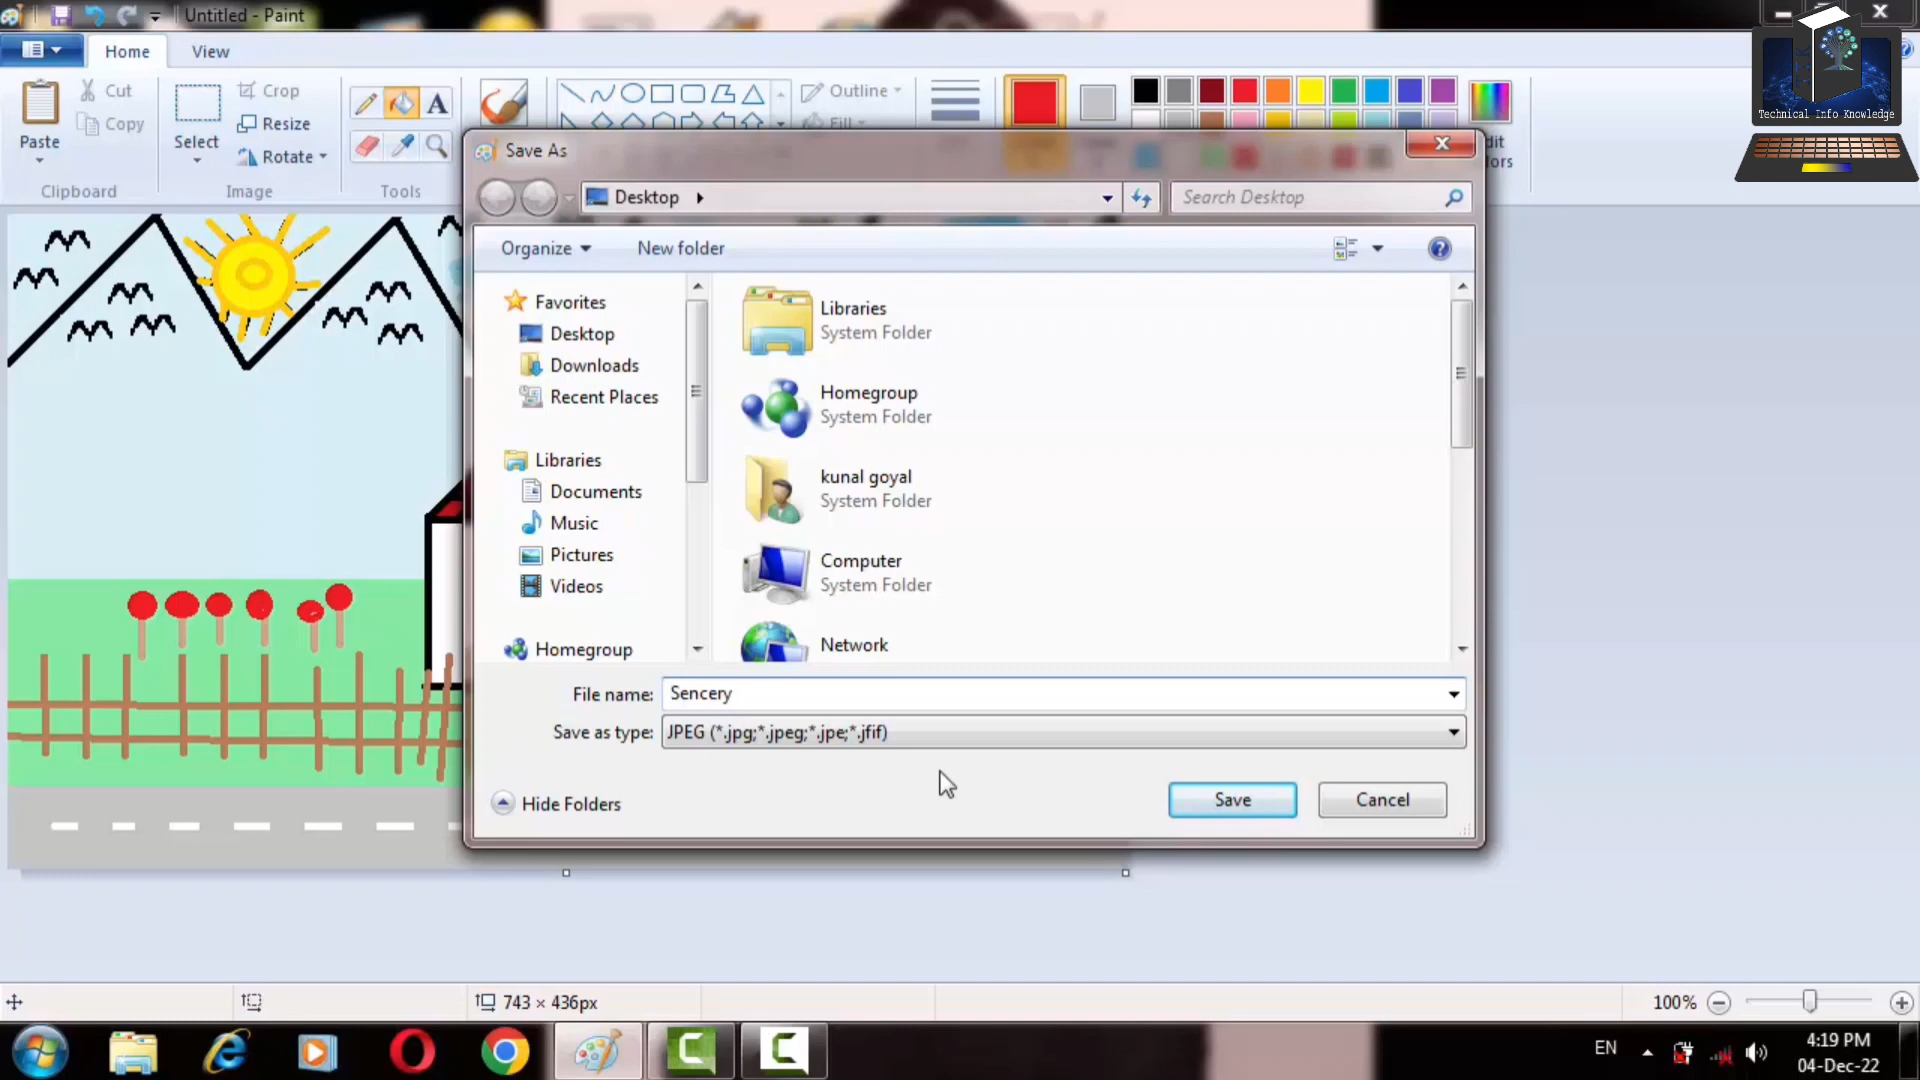 Untitled - Paint
Home
View
Technical Info Knowledge
Paste
Cut
Copy
Clipboard
Select
Crop
Resize
Rotate
Image
A
Tools
Outline
Fill
Save As
Desktop
Search Desktop
Organize
New folder
Favorites
Desktop
Downloads
Recent Places
Libraries
Documents
Music
Pictures
Videos
Homegroup
Libraries
System Folder
Homegroup
System Folder
kunal goyal
System Folder
Computer
System Folder
Network
File name: Sencery
Save as type: JPEG (*.jpg;*.jpeg;*.jpe;*.jfif)
Hide Folders
Save
Cancel
743 × 436px
100%
EN
4:19 PM
04-Dec-22